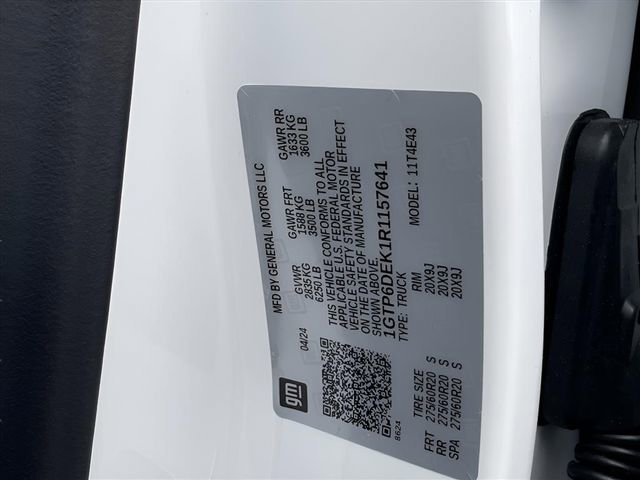 gm
MFD BY GENERAL MOTORS LLC
04/24 GVWR GAWR FRT GAWR RR
2835 KG 1588 KG 1633 KG
6250 LB 3500 LB 3600 LB
THIS VEHICLE CONFORMS TO ALL
APPLICABLE U.S. FEDERAL MOTOR
VEHICLE SAFETY STANDARDS IN EFFECT
ON THE DATE OF MANUFACTURE
SHOWN ABOVE.
1GTP6DEK1R1157641
TYPE: TRUCK MODEL: 11T4E43
8624
TIRE SIZE RIM
FRT 275/60R20 S 20X9J
RR 275/60R20 S 20X9J
SPA 275/60R20 S 20X9J